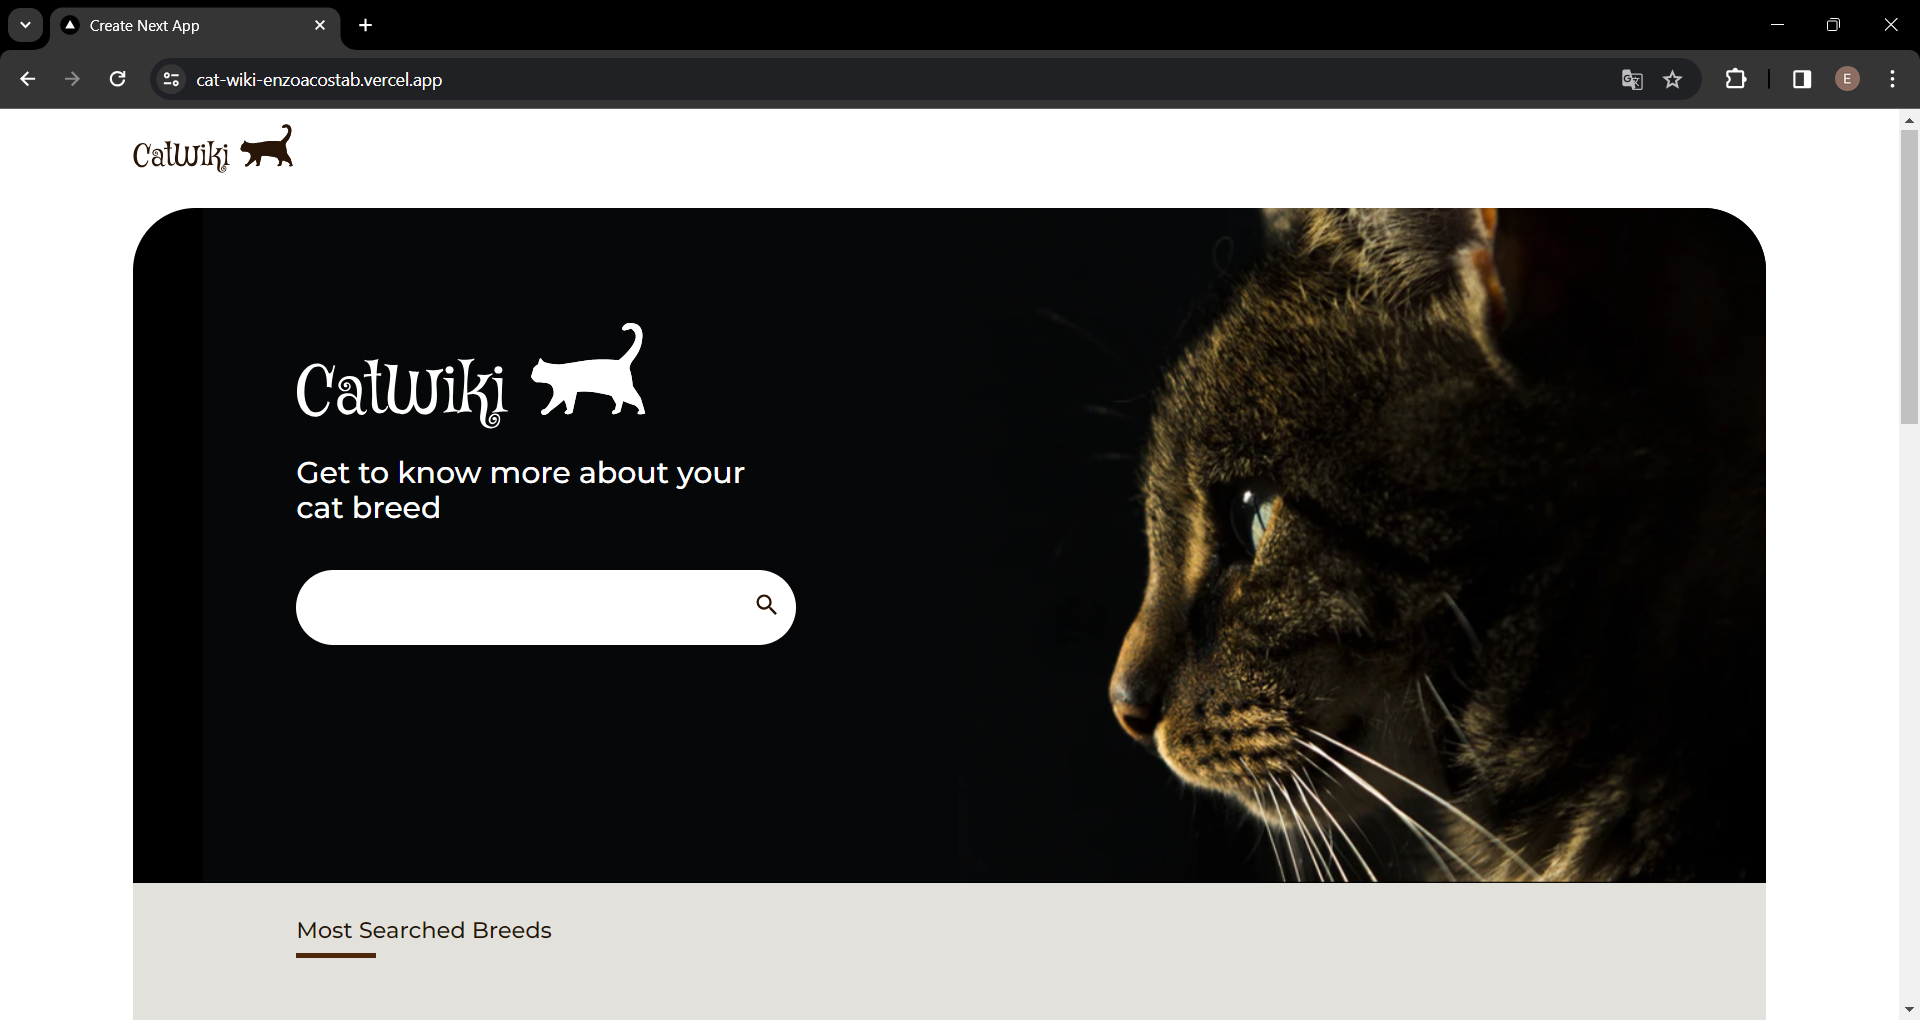 Create Next App
cat-wiki-enzoacostab.vercel.app
E
CatWiki
CatWiki
Get to know more about your
cat breed
Most Searched Breeds